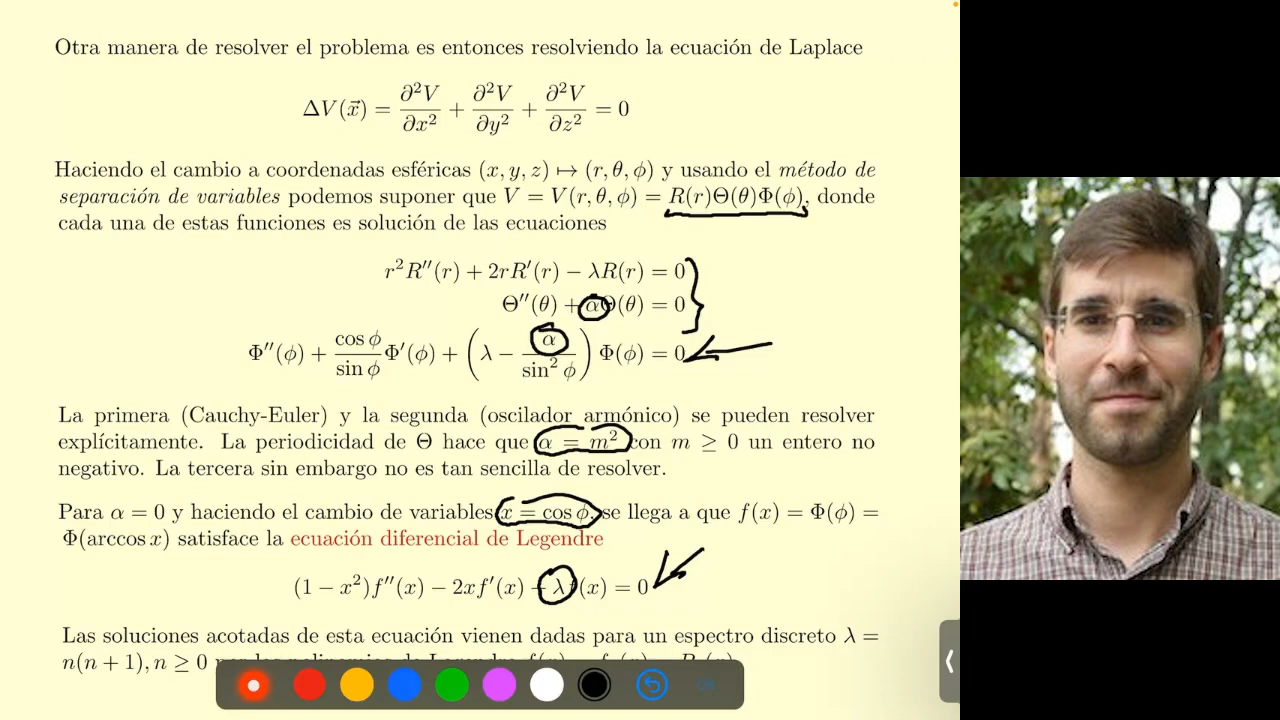 Otra manera de resolver el problema es entonces resolviendo la ecuación de Laplace
ΔV(x⃗) = ∂²V/∂x² + ∂²V/∂y² + ∂²V/∂z² = 0
Haciendo el cambio a coordenadas esféricas (x, y, z) ↦ (r, θ, ϕ) y usando el método de
separación de variables podemos suponer que V = V(r, θ, ϕ) = R(r)Θ(θ)Φ(ϕ), donde
cada una de estas funciones es solución de las ecuaciones
r²R′′(r) + 2rR′(r) − λR(r) = 0
Θ′′(θ) + αΘ(θ) = 0
Φ′′(ϕ) + cos ϕ/sin ϕ Φ′(ϕ) + (λ − α/sin² ϕ) Φ(ϕ) = 0
La primera (Cauchy-Euler) y la segunda (oscilador armónico) se pueden resolver
explícitamente. La periodicidad de Θ hace que α = m² con m ≥ 0 un entero no
negativo. La tercera sin embargo no es tan sencilla de resolver.
Para α = 0 y haciendo el cambio de variables x = cos ϕ, se llega a que f(x) = Φ(ϕ) =
Φ(arccos x) satisface la ecuación diferencial de Legendre
(1 − x²)f′′(x) − 2xf′(x) + λf(x) = 0
Las soluciones acotadas de esta ecuación vienen dadas para un espectro discreto λ =
n(n + 1), n ≥ 0